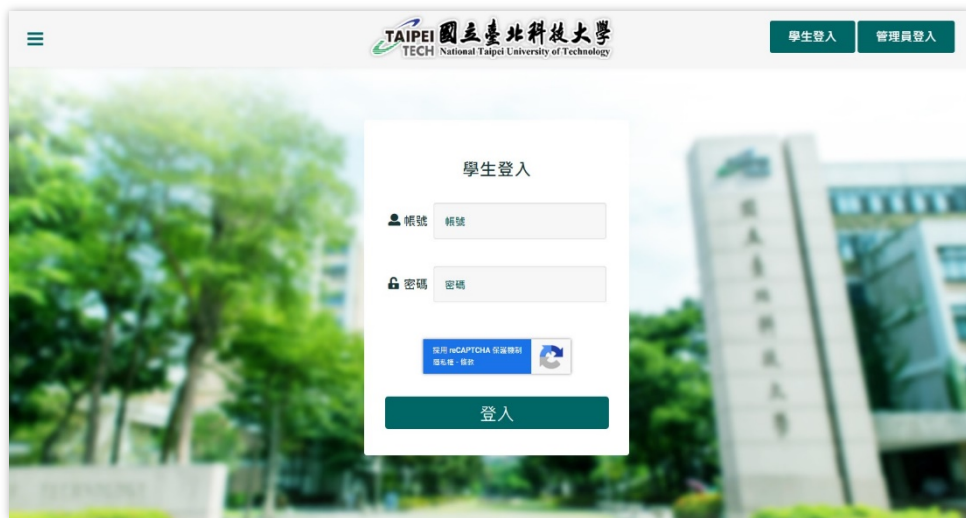 TAIPEI TECH
國立臺北科技大學
National Taipei University of Technology
學生登入
管理員登入
學生登入
帳號
帳號
密碼
密碼
採用 reCAPTCHA 保護機制
隱私權 - 條款
登入